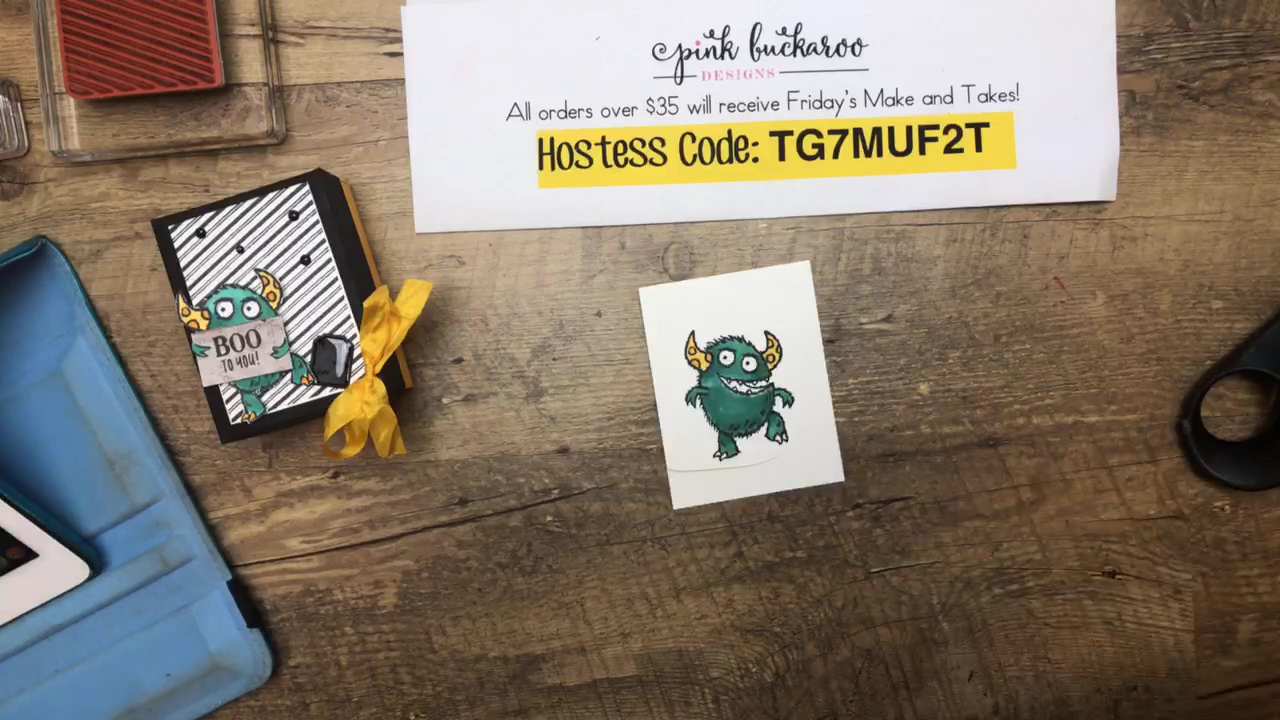 pink buckaroo
DESIGNS
All orders over $35 will receive Friday's Make and Takes!
Hostess Code: TG7MUF2T
BOO
TO YOU!